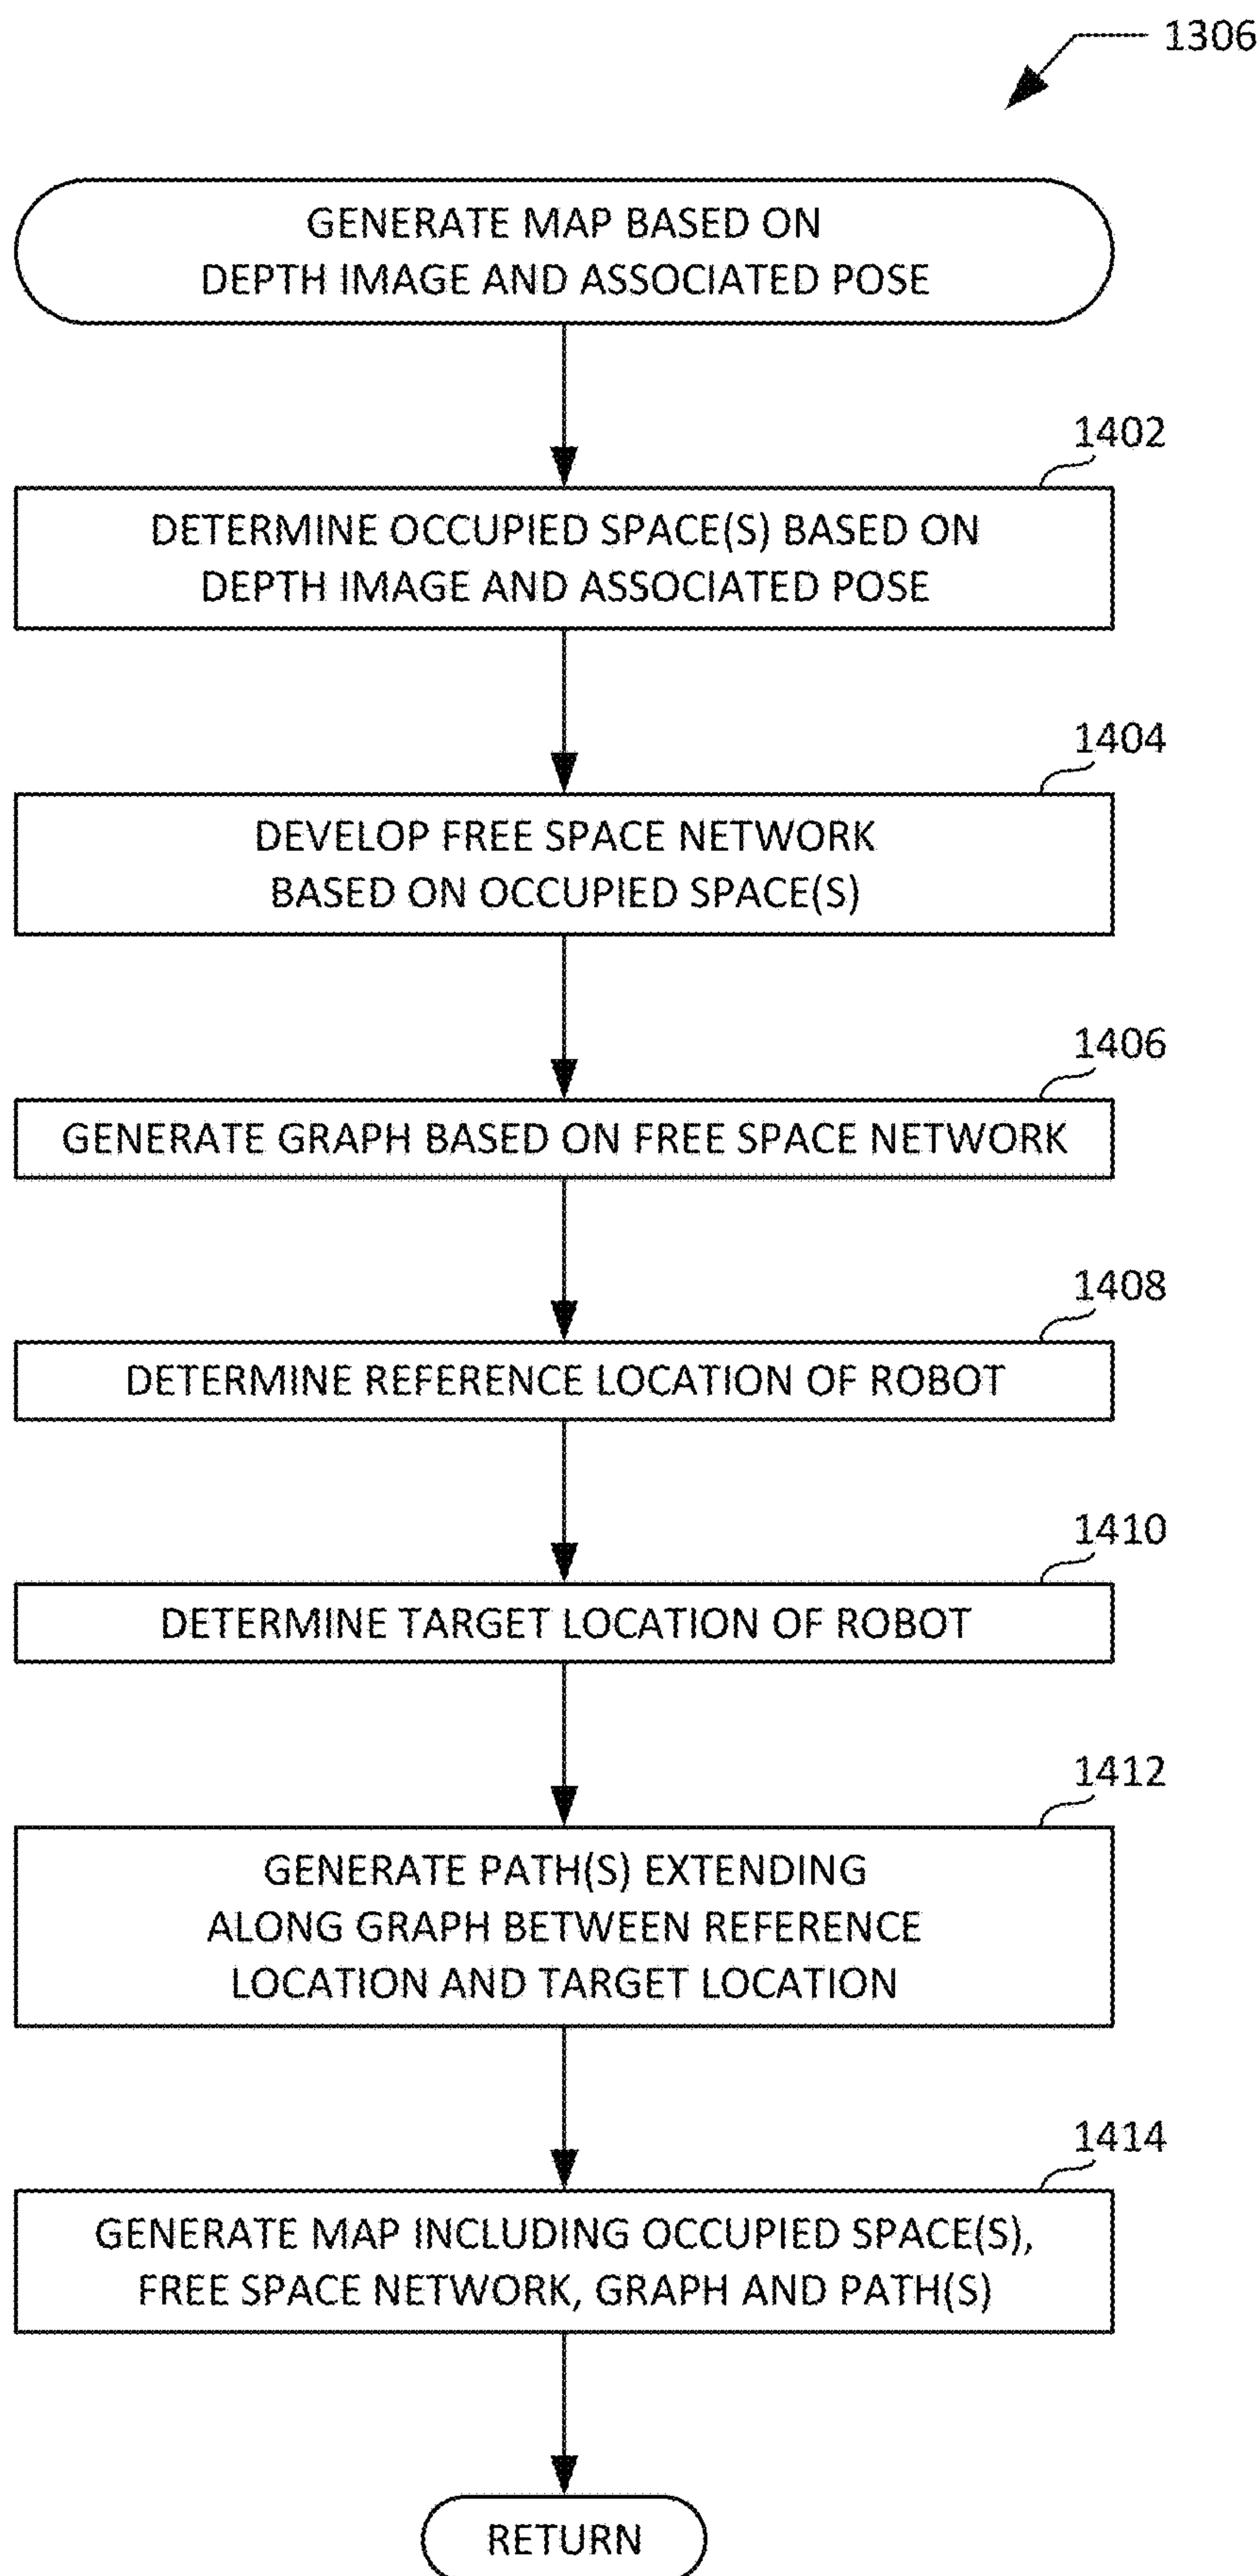 1306
GENERATE MAP BASED ON
DEPTH IMAGE AND ASSOCIATED POSE
1402
DETERMINE OCCUPIED SPACE(S) BASED ON
DEPTH IMAGE AND ASSOCIATED POSE
1404
DEVELOP FREE SPACE NETWORK
BASED ON OCCUPIED SPACE(S)
1406
GENERATE GRAPH BASED ON FREE SPACE NETWORK
1408
DETERMINE REFERENCE LOCATION OF ROBOT
1410
DETERMINE TARGET LOCATION OF ROBOT
1412
GENERATE PATH(S) EXTENDING
ALONG GRAPH BETWEEN REFERENCE
LOCATION AND TARGET LOCATION
1414
GENERATE MAP INCLUDING OCCUPIED SPACE(S),
FREE SPACE NETWORK, GRAPH AND PATH(S)
RETURN